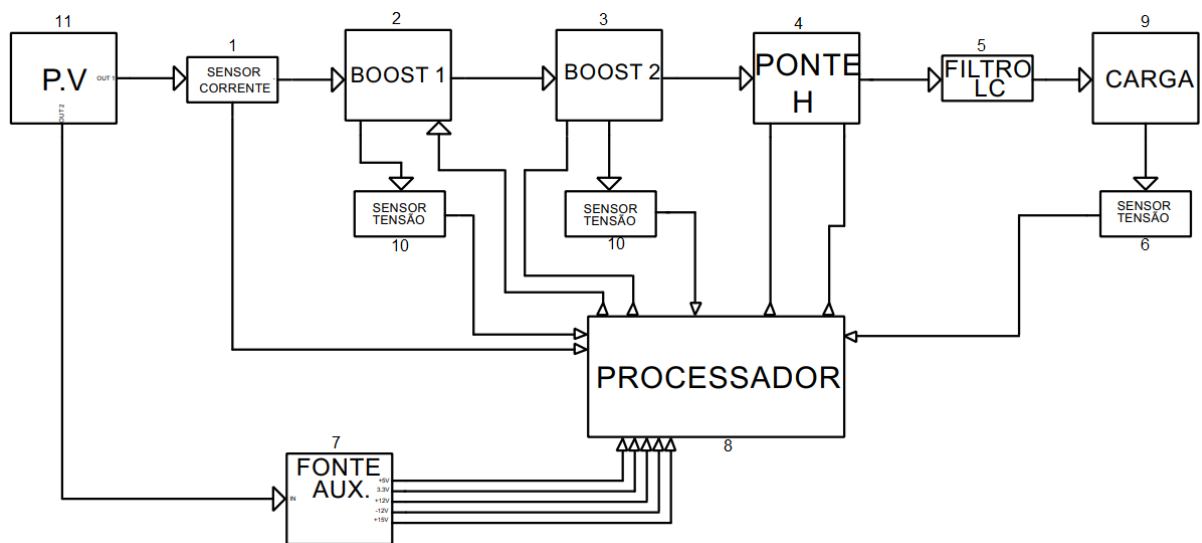 11
P.V
OUT 1
OUT2
1
SENSOR
CORRENTE
2
BOOST 1
3
BOOST 2
4
PONTE
H
5
FILTRO
LC
9
CARGA
SENSOR
TENSÃO
10
SENSOR
TENSÃO
10
SENSOR
TENSÃO
6
PROCESSADOR
8
7
FONTE
AUX.
IN
+5V
3.3V
+12V
-12V
+15V